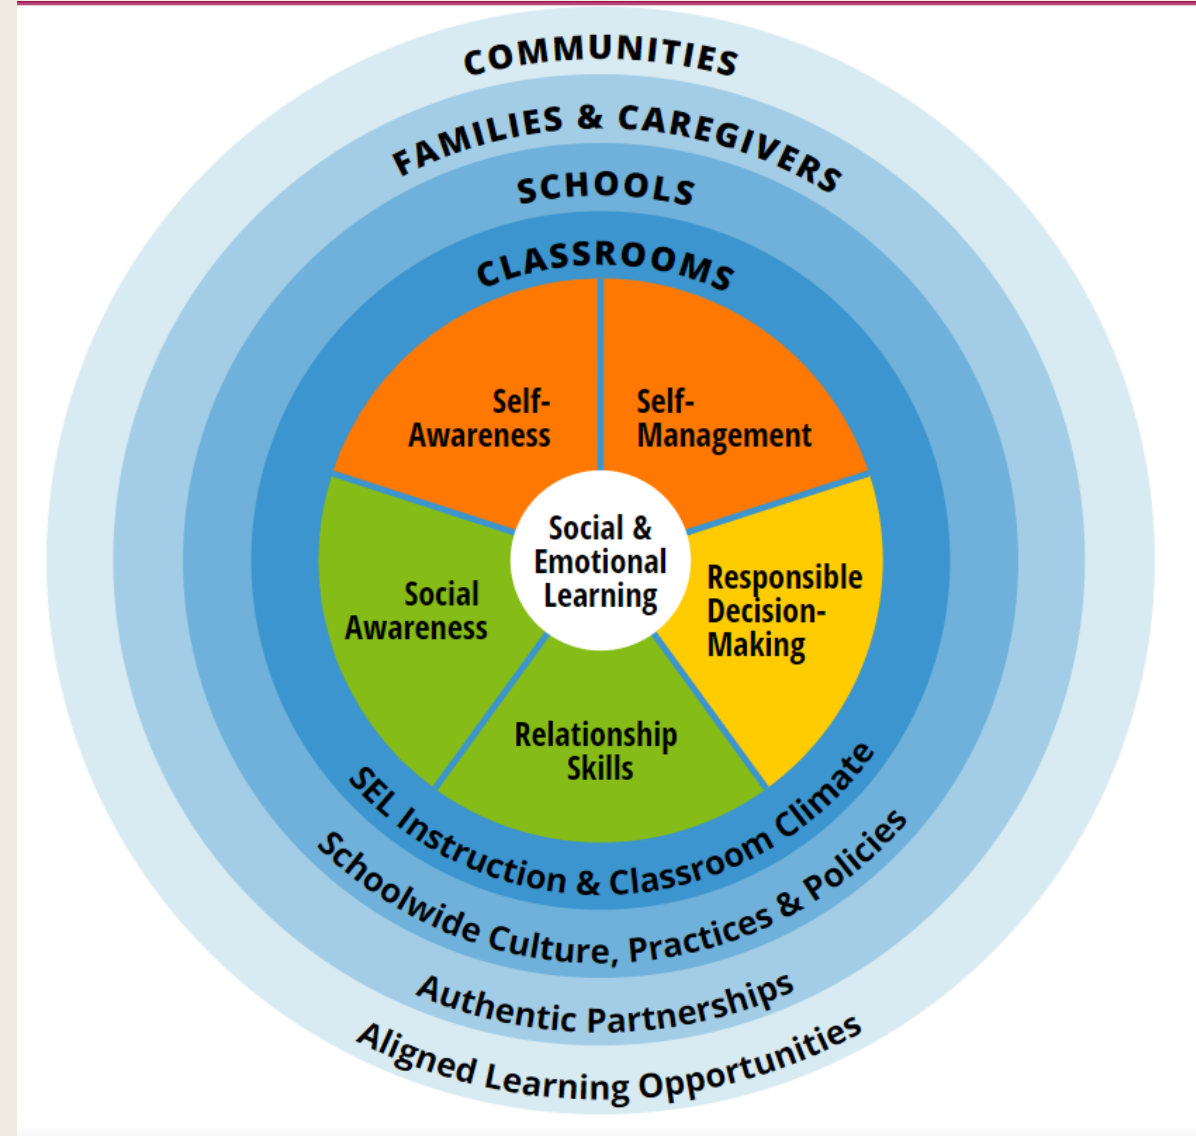 COMMUNITIES
FAMILIES & CAREGIVERS
SCHOOLS
CLASSROOMS
Self-
Awareness
Self-
Management
Social &
Emotional
Learning
Social
Awareness
Responsible
Decision-
Making
Relationship
Skills
SEL Instruction & Classroom Climate
Schoolwide Culture, Practices & Policies
Authentic Partnerships
Aligned Learning Opportunities